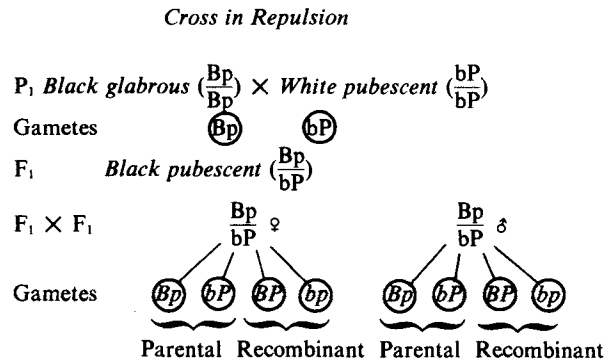 Cross in Repulsion
P₁ Black glabrous (Bp/Bp) × White pubescent (bP/bP)
Gametes Bp bP
F₁ Black pubescent (Bp/bP)
F₁ × F₁ Bp/bP ♀ Bp/bP ♂
Gametes Bp bP BP bp Bp bP BP bp
Parental Recombinant Parental Recombinant